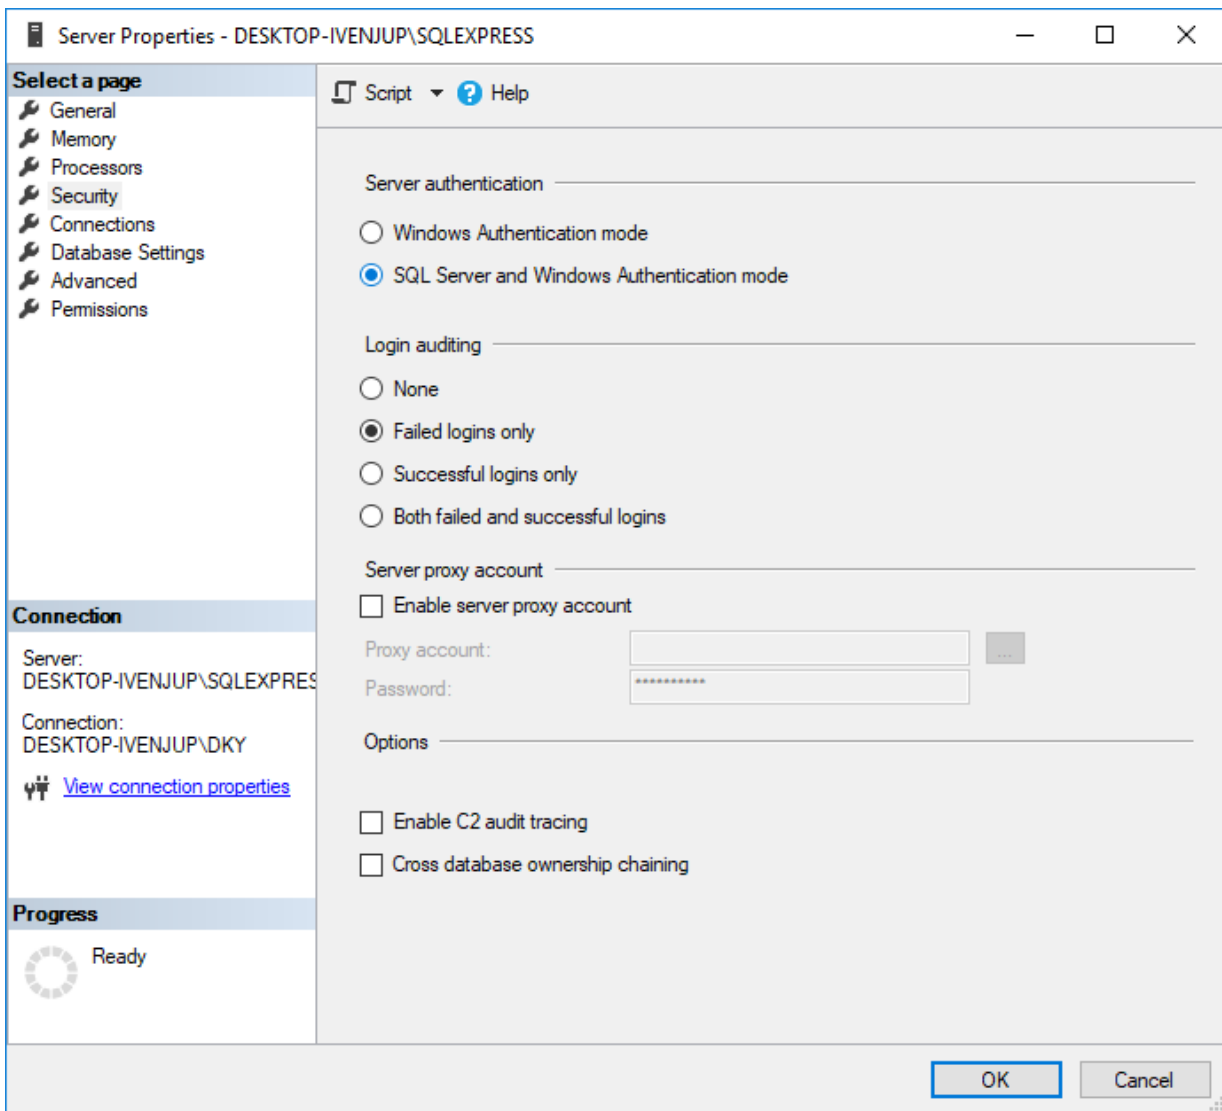 Server Properties - DESKTOP-IVENJUP\SQLEXPRESS
Select a page
General
Memory
Processors
Security
Connections
Database Settings
Advanced
Permissions
Connection
Server:
DESKTOP-IVENJUP\SQLEXPRES
Connection:
DESKTOP-IVENJUP\DKY
View connection properties
Progress
Ready
Script
Help
Server authentication
Windows Authentication mode
SQL Server and Windows Authentication mode
Login auditing
None
Failed logins only
Successful logins only
Both failed and successful logins
Server proxy account
Enable server proxy account
Proxy account:
...
Password:
**********
Options
Enable C2 audit tracing
Cross database ownership chaining
OK
Cancel